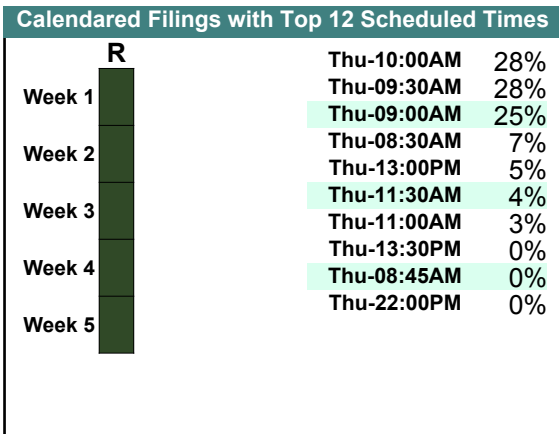 Calendared Filings with Top 12 Scheduled Times
R
Week 1
Week 2
Week 3
Week 4
Week 5
Thu-10:00AM 28%
Thu-09:30AM 28%
Thu-09:00AM 25%
Thu-08:30AM 7%
Thu-13:00PM 5%
Thu-11:30AM 4%
Thu-11:00AM 3%
Thu-13:30PM 0%
Thu-08:45AM 0%
Thu-22:00PM 0%